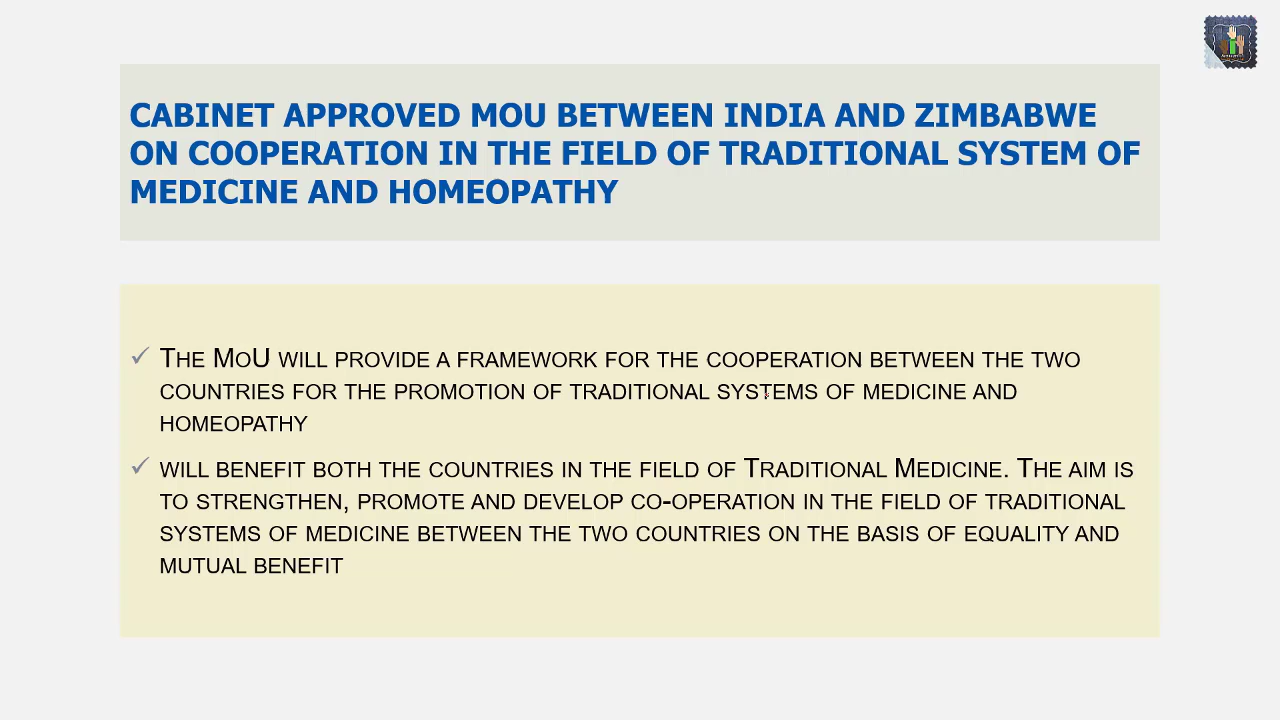 CABINET APPROVED MOU BETWEEN INDIA AND ZIMBABWE
ON COOPERATION IN THE FIELD OF TRADITIONAL SYSTEM OF
MEDICINE AND HOMEOPATHY
✓ The MoU will provide a framework for the cooperation between the two
countries for the promotion of traditional systems of medicine and
homeopathy
✓ will benefit both the countries in the field of Traditional Medicine. The aim is
to strengthen, promote and develop co-operation in the field of traditional
systems of medicine between the two countries on the basis of equality and
mutual benefit